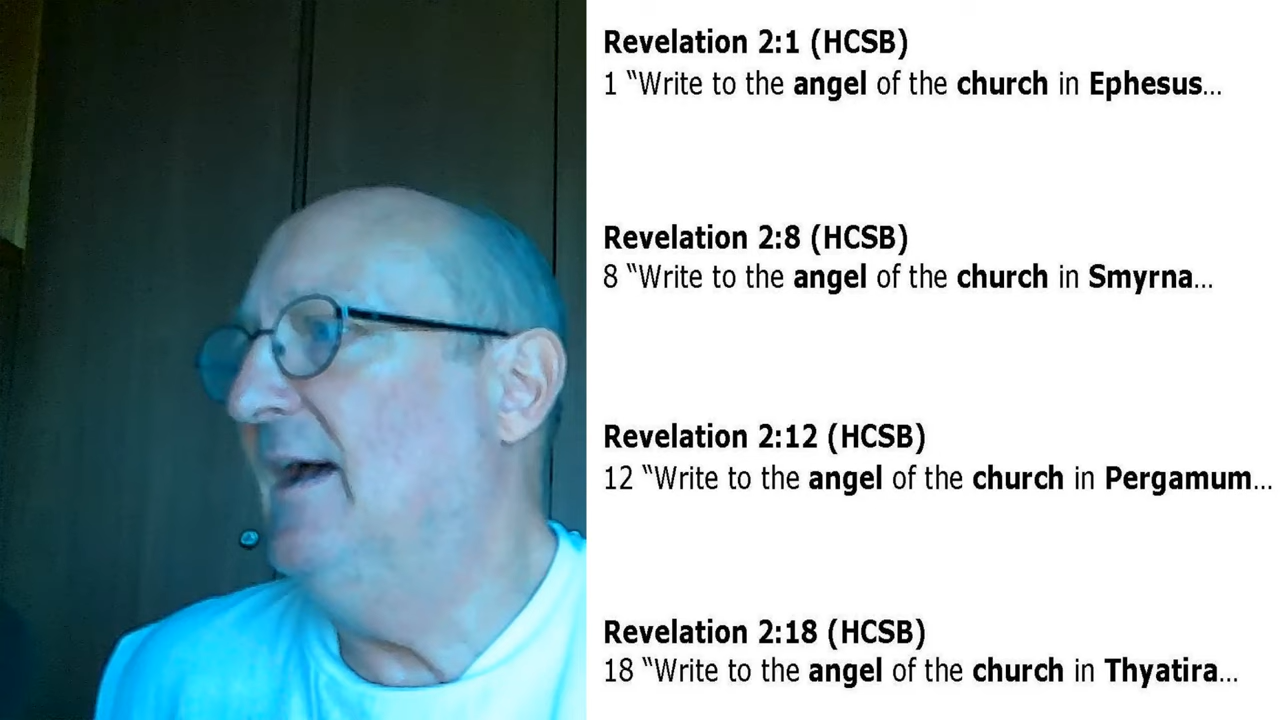 Revelation 2:1 (HCSB)
1 “Write to the angel of the church in Ephesus...
Revelation 2:8 (HCSB)
8 “Write to the angel of the church in Smyrna...
Revelation 2:12 (HCSB)
12 “Write to the angel of the church in Pergamum...
Revelation 2:18 (HCSB)
18 “Write to the angel of the church in Thyatira...